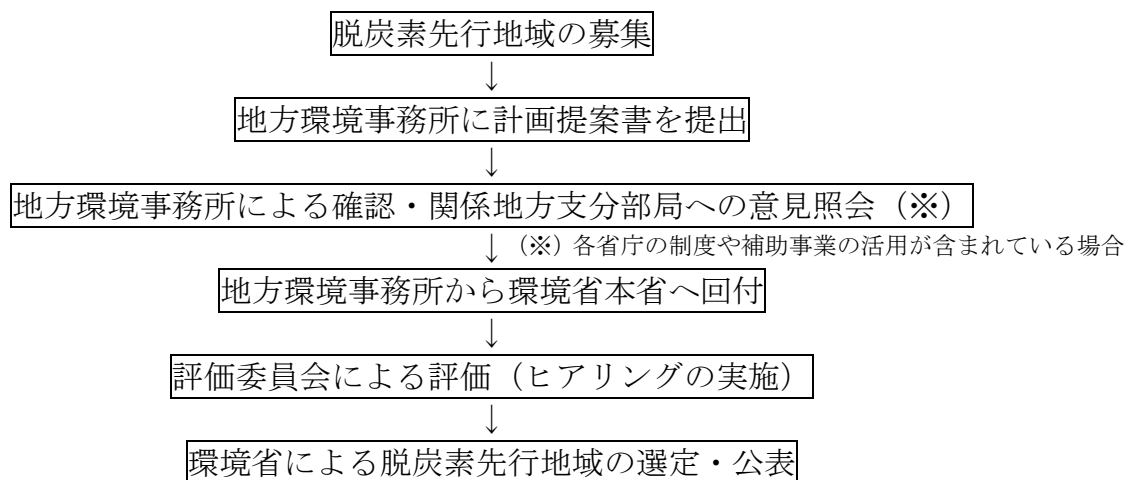 脱炭素先行地域の募集
↓
地方環境事務所に計画提案書を提出
↓
地方環境事務所による確認・関係地方支分部局への意見照会（※）
↓（※）各省庁の制度や補助事業の活用が含まれている場合
地方環境事務所から環境省本省へ回付
↓
評価委員会による評価（ヒアリングの実施）
↓
環境省による脱炭素先行地域の選定・公表